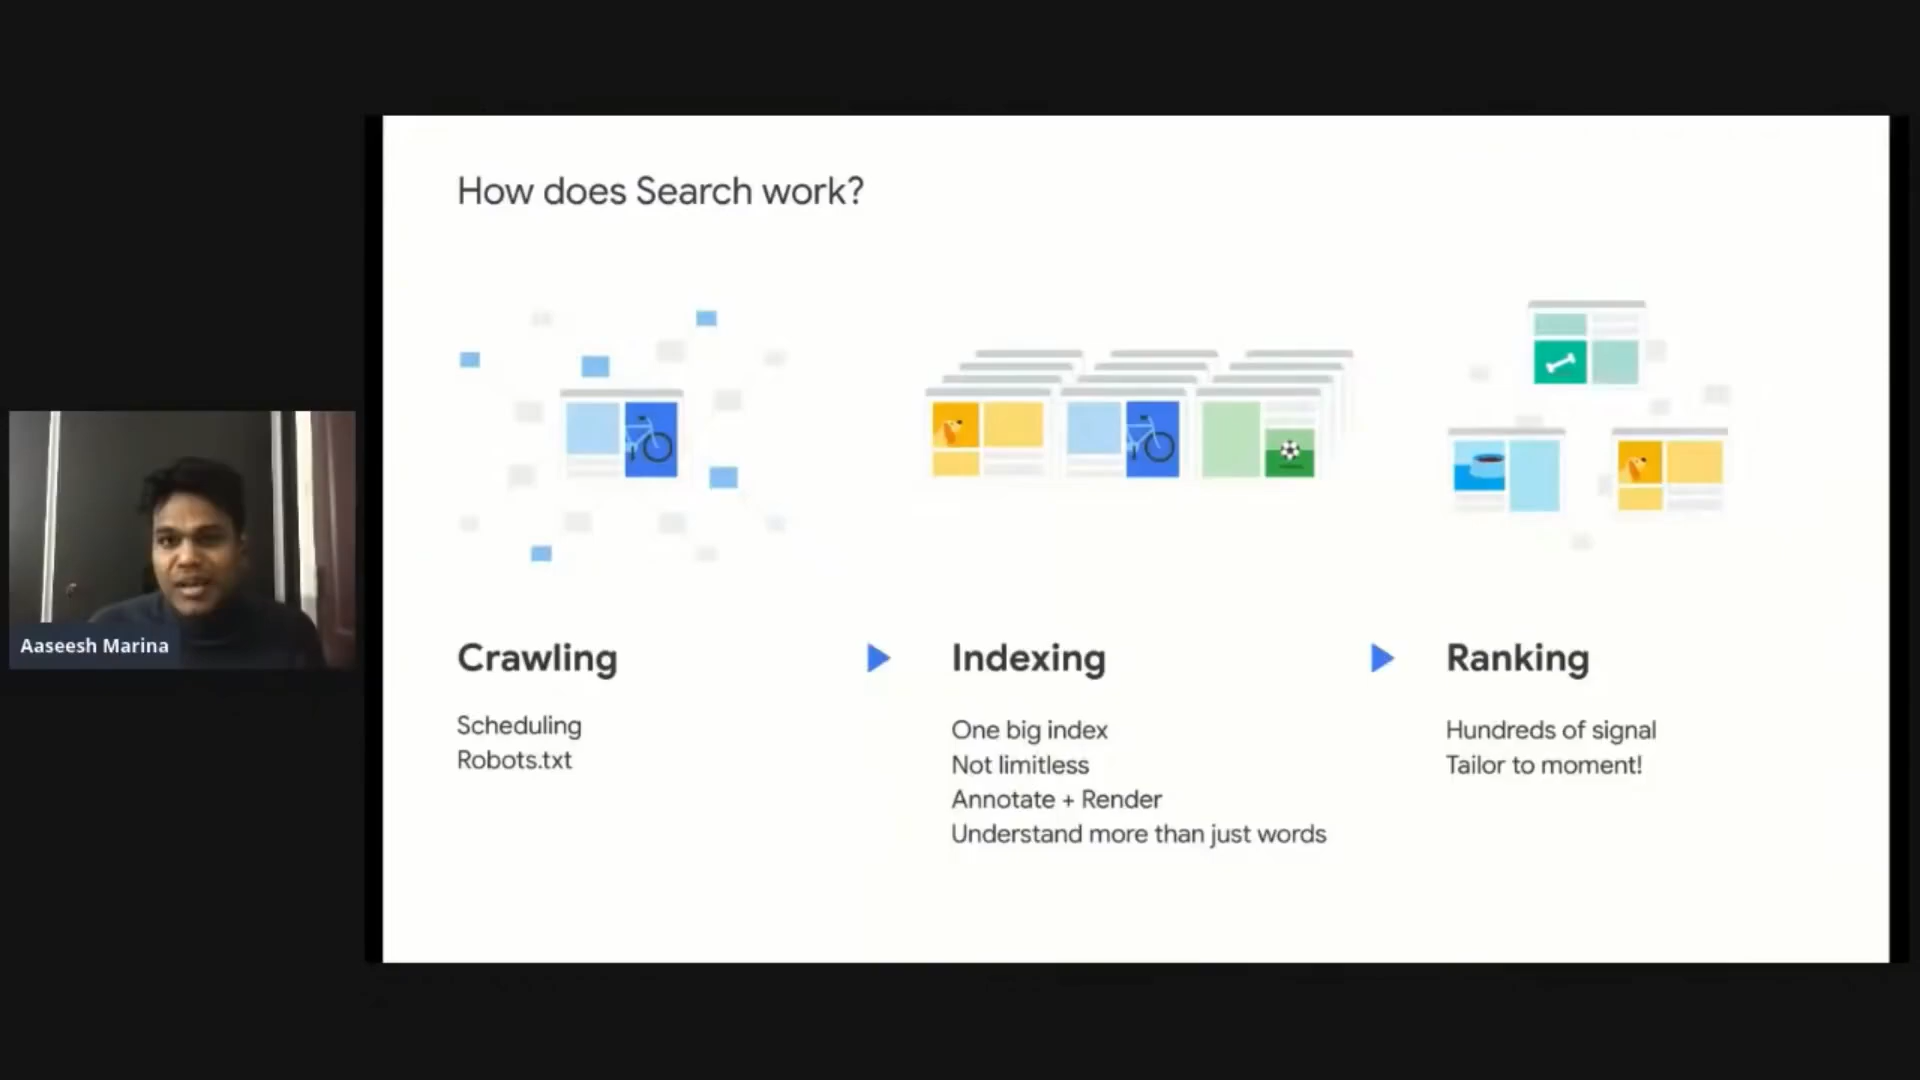 How does Search work?
Aaseesh Marina
Crawling
Scheduling
Robots.txt
Indexing
One big index
Not limitless
Annotate + Render
Understand more than just words
Ranking
Hundreds of signal
Tailor to moment!